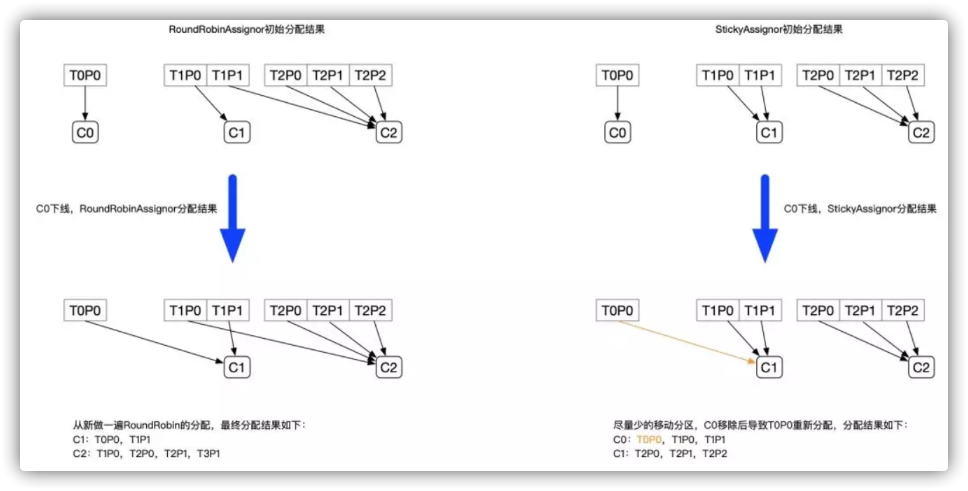 RoundRobinAssignor初始分配结果
T0P0 T1P0 T1P1 T2P0 T2P1 T2P2
C0 C1 C2
C0下线，RoundRobinAssignor分配结果
T0P0 T1P0 T1P1 T2P0 T2P1 T2P2
C1 C2
从新做一遍RoundRobin的分配，最终分配结果如下：
C1：T0P0，T1P1
C2：T1P0，T2P0，T2P1，T3P1
StickyAssignor初始分配结果
T0P0 T1P0 T1P1 T2P0 T2P1 T2P2
C0 C1 C2
C0下线，StickyAssignor分配结果
T0P0 T1P0 T1P1 T2P0 T2P1 T2P2
C1 C2
尽量少的移动分区，C0移除后导致T0P0重新分配，分配结果如下：
C0：T0P0，T1P0，T1P1
C1：T2P0，T2P1，T2P2